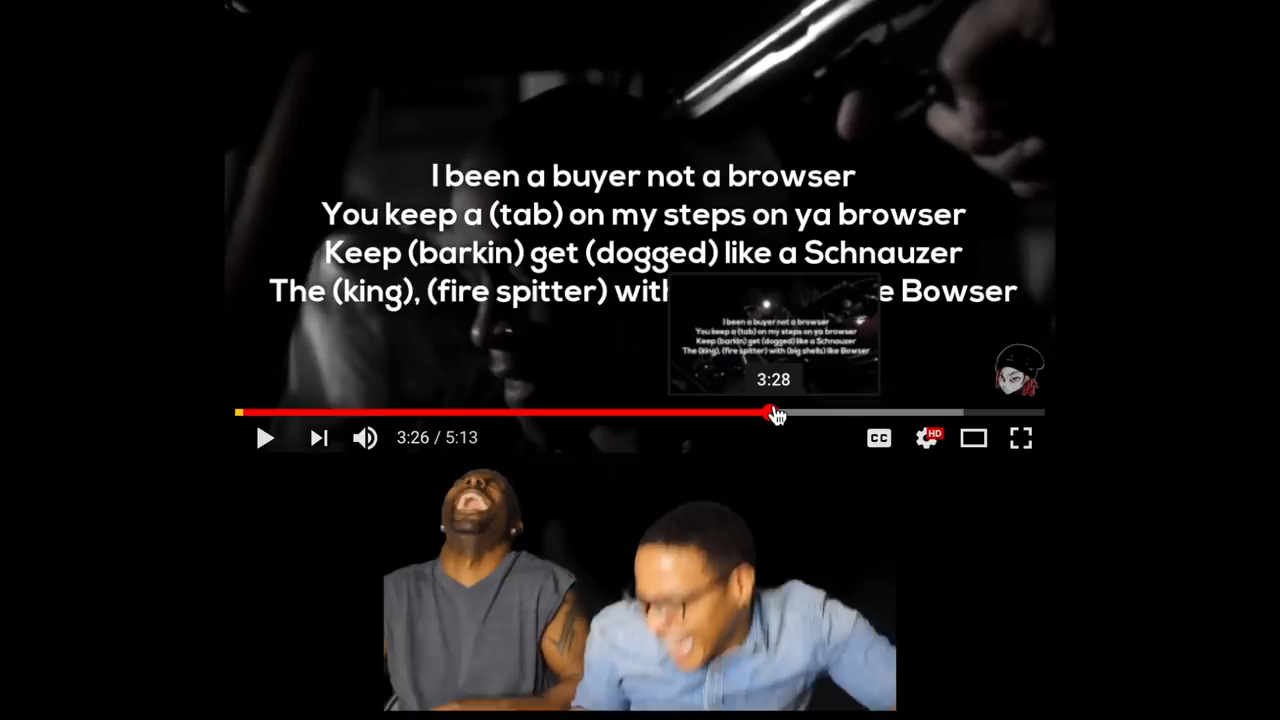 I been a buyer not a browser
You keep a (tab) on my steps on ya browser
Keep (barkin) get (dogged) like a Schnauzer
The (king), (fire spitter) with e Bowser
I been a buyer not a browser
You keep a (tab) on my steps on ya browser
Keep (barkin) get (dogged) like a Schnauzer
The (king), (fire spitter) with (big shells) like Bowser
3:28
3:26 / 5:13
CC
HD